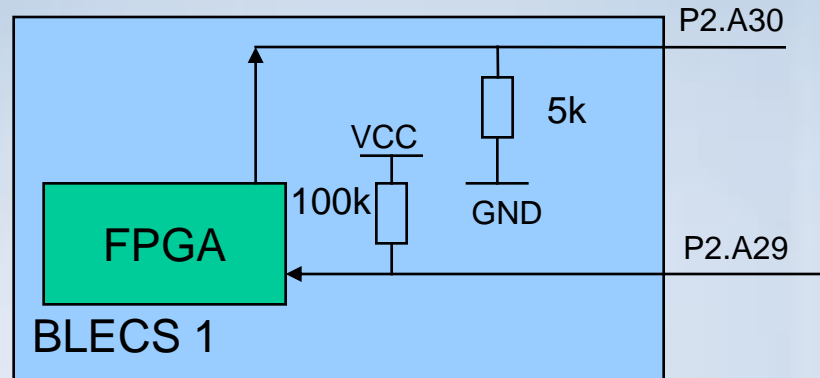 P2.A30
5k
VCC
100k
GND
FPGA
P2.A29
BLECS 1